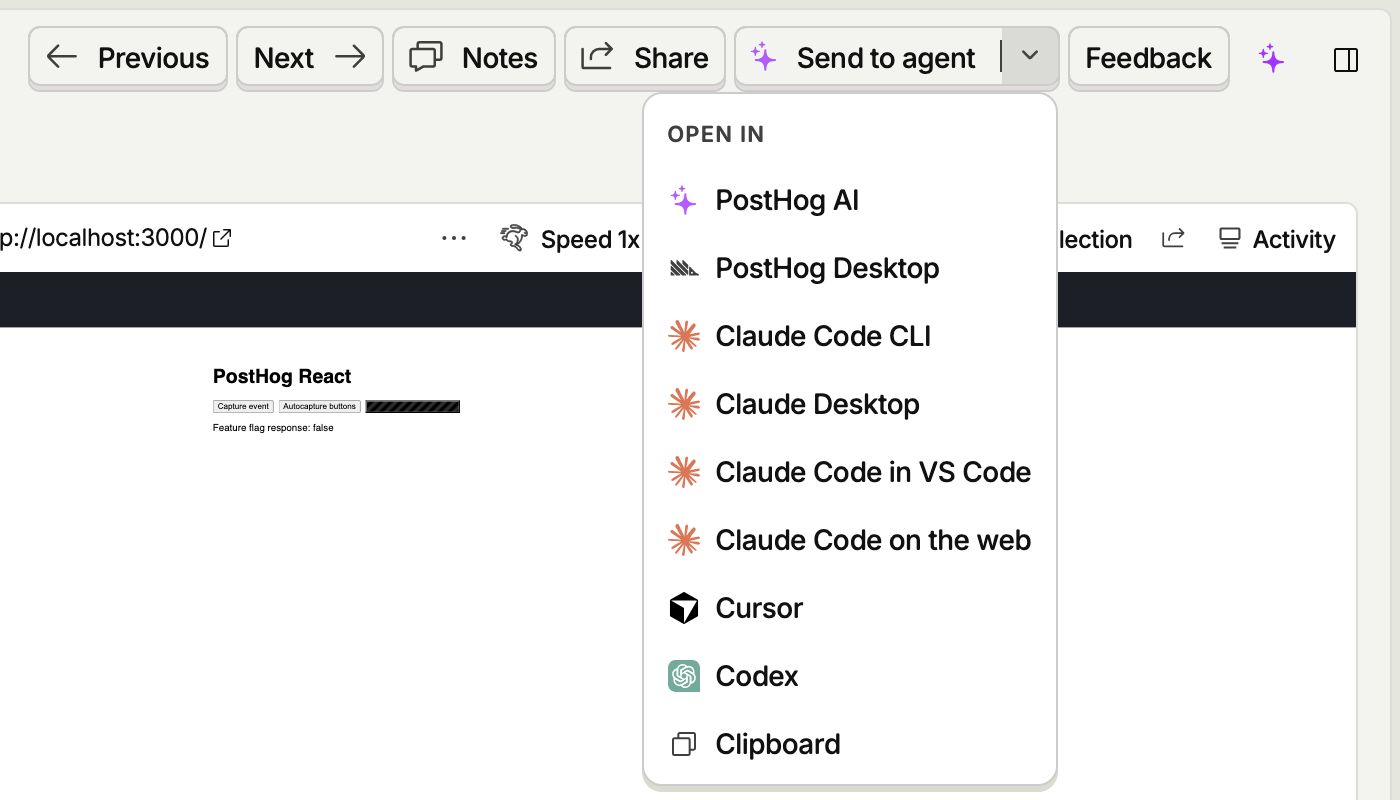 Previous
Next
Notes
Share
Send to agent
Feedback
OPEN IN
PostHog AI
PostHog Desktop
Claude Code CLI
Claude Desktop
Claude Code in VS Code
Claude Code on the web
Cursor
Codex
Clipboard
p://localhost:3000/
Speed 1x
lection
Activity
PostHog React
Capture event
Autocapture buttons
Feature flag response: false